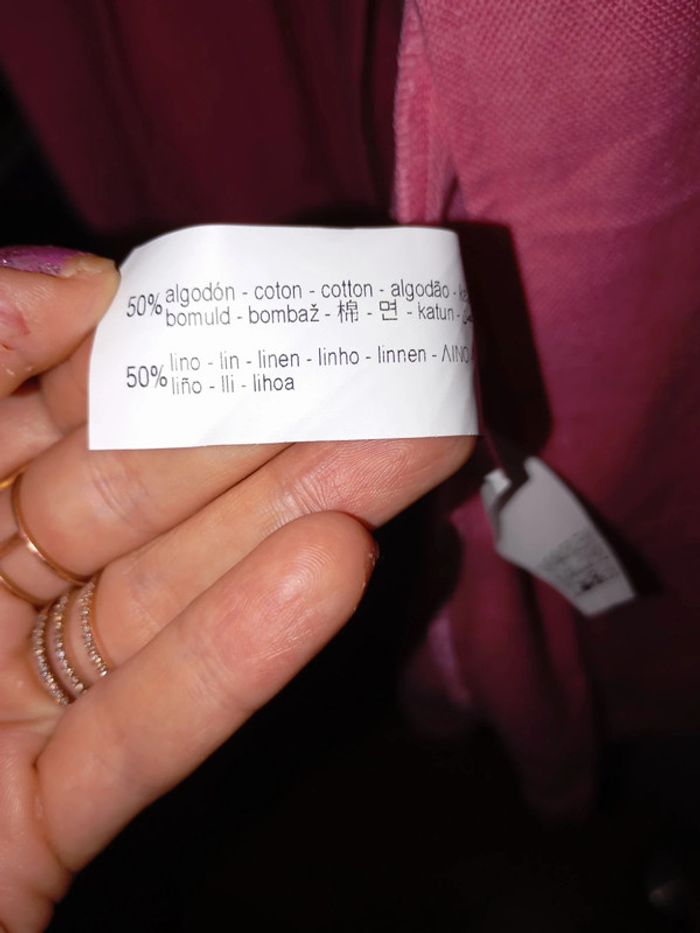 50% algodón - coton - cotton - algodão -
bomuld - bombaž - 棉 - 면 - katun -
50% lino - lin - linen - linho - linnen - ΛΙΝΟ
liño - lli - lihoa